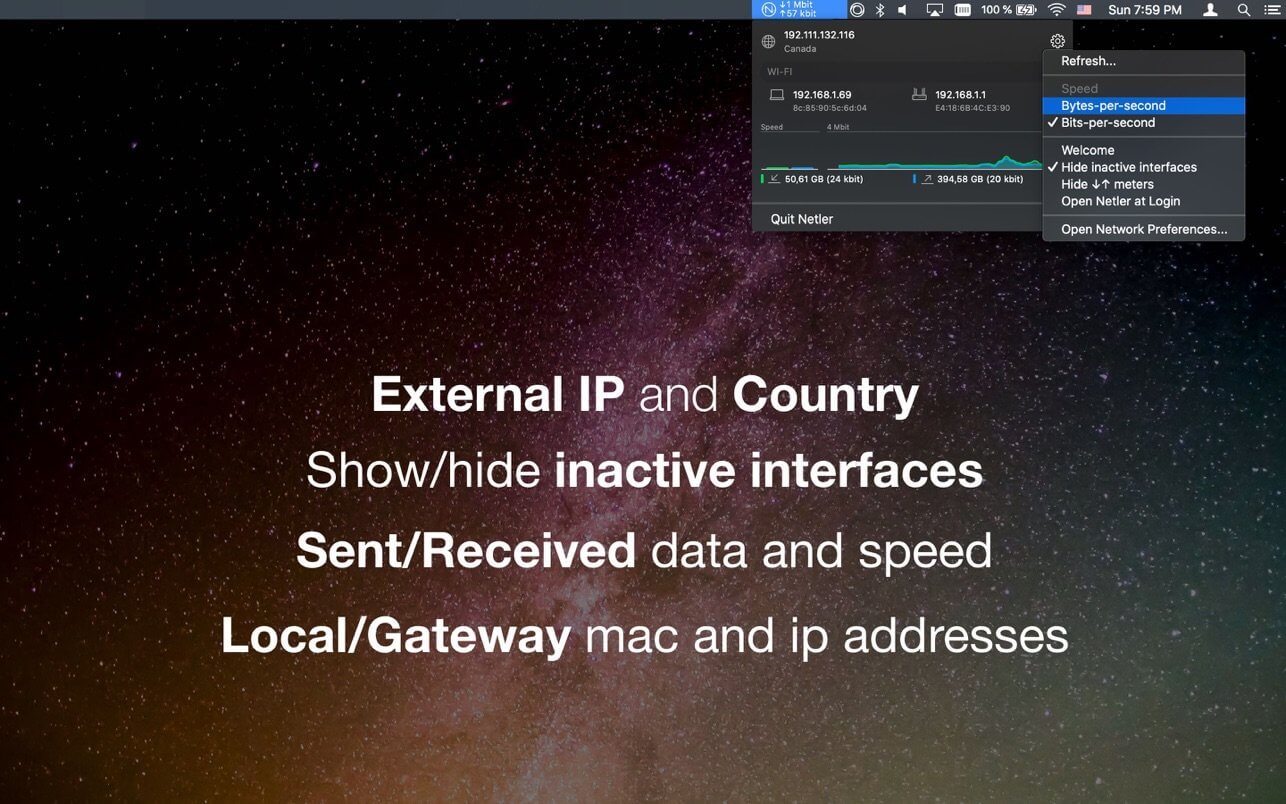 ↓1 Mbit
↑57 kbit
100 %
Sun 7:59 PM
192.111.132.116
Canada
WI-FI
192.168.1.69
8c:85:90:5c:6d:04
192.168.1.1
E4:18:6B:4C:E3:90
Speed
4 Mbit
50,61 GB (24 kbit)
394,58 GB (20 kbit)
Quit Netler
Refresh...
Speed
Bytes-per-second
✓ Bits-per-second
Welcome
✓ Hide inactive interfaces
Hide ↓↑ meters
Open Netler at Login
Open Network Preferences...
External IP and Country
Show/hide inactive interfaces
Sent/Received data and speed
Local/Gateway mac and ip addresses